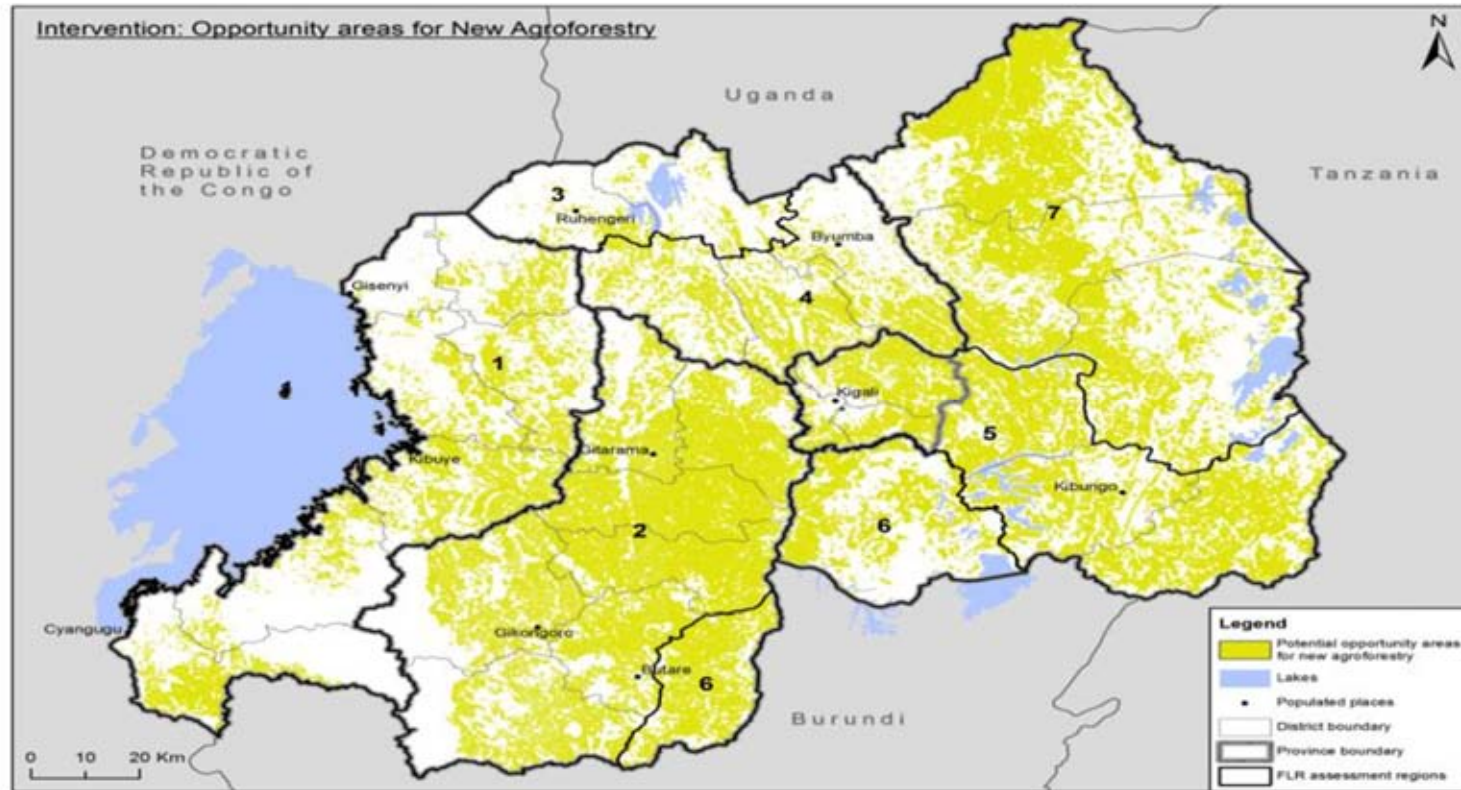 Intervention: Opportunity areas for New Agroforestry
N
Uganda
Democratic
Republic of
the Congo
Tanzania
3
Ruhengeri
7
Byumba
Gisenyi
4
1
Kigali
5
Kibuye
Gitarama
Kibungo
2
6
Cyangugu
Gikongoro
Butare
6
Burundi
0 10 20 Km
Legend
Potential opportunity areas
for new agroforestry
Lakes
Populated places
District boundary
Province boundary
FLR assessment regions